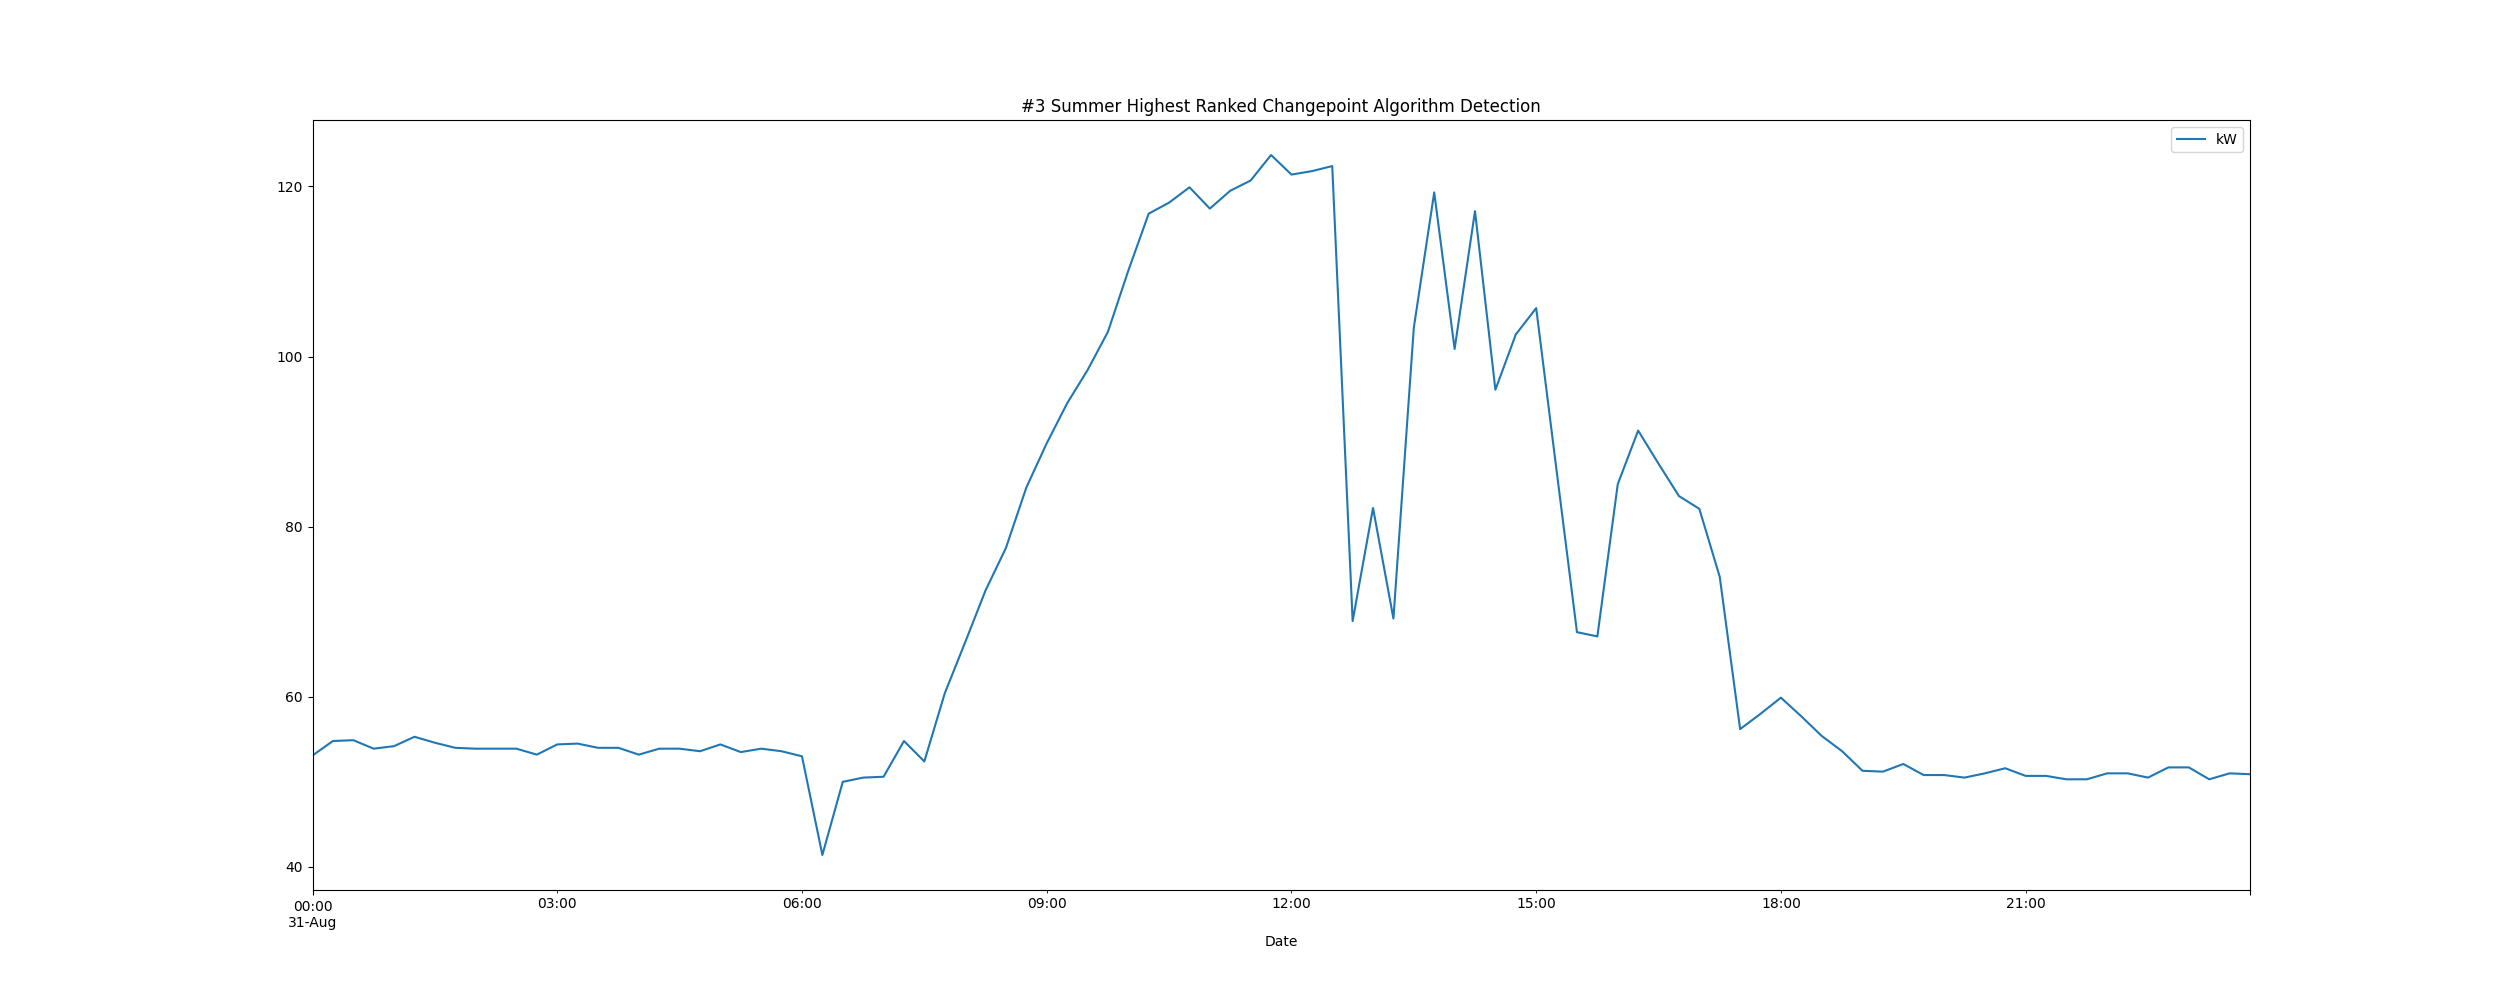 #3 Summer Highest Ranked Changepoint Algorithm Detection
kW
120
100
80
60
40
00:00 03:00 06:00 09:00 12:00 15:00 18:00 21:00
31-Aug
Date